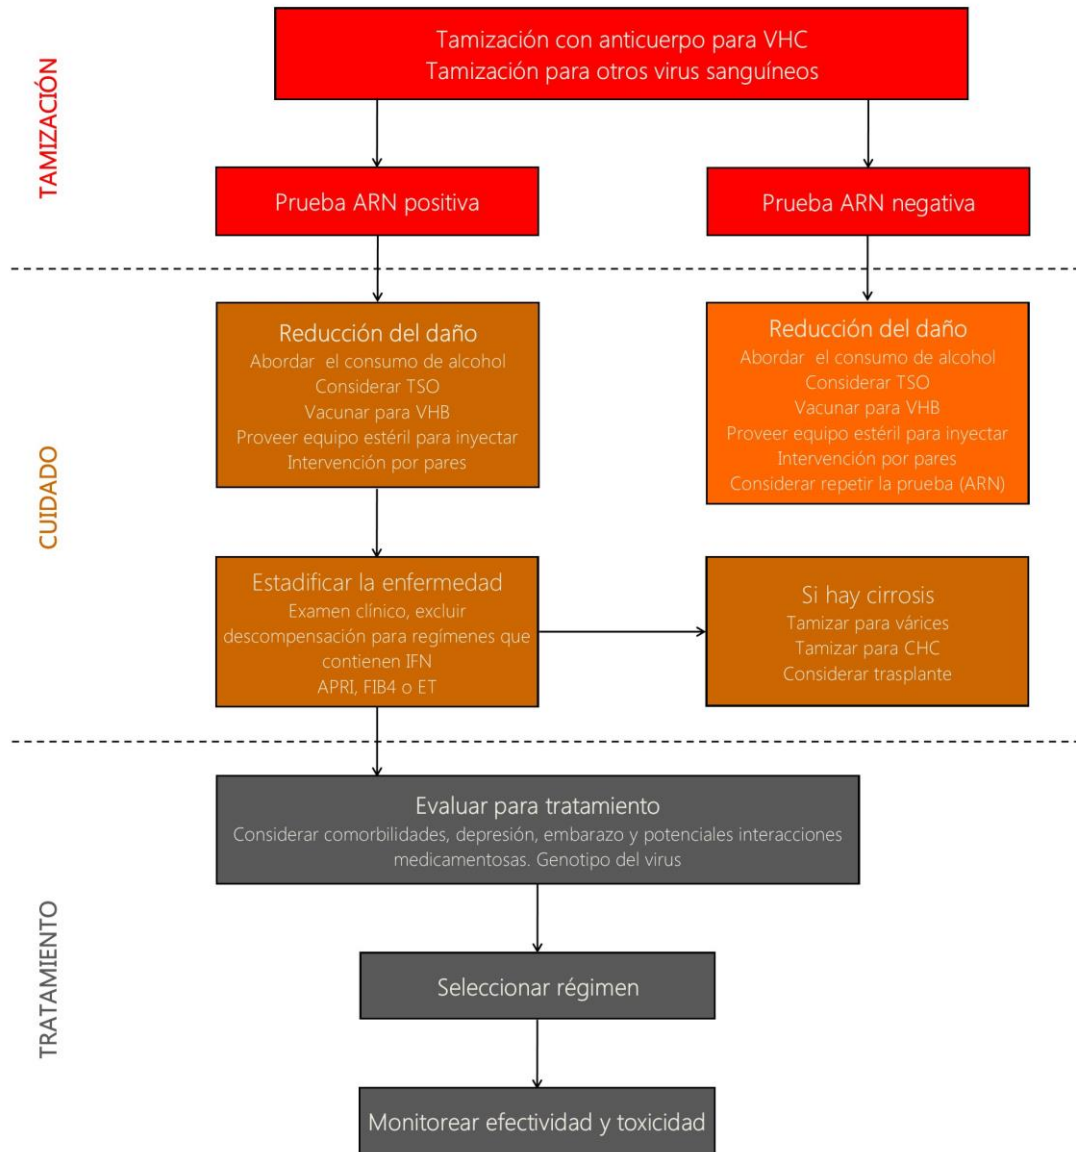 TAMIZACIÓN
Tamización con anticuerpo para VHC
Tamización para otros virus sanguíneos
Prueba ARN positiva
Prueba ARN negativa
CUIDADO
Reducción del daño
Abordar el consumo de alcohol
Considerar TSO
Vacunar para VHB
Proveer equipo estéril para inyectar
Intervención por pares
Reducción del daño
Abordar el consumo de alcohol
Considerar TSO
Vacunar para VHB
Proveer equipo estéril para inyectar
Intervención por pares
Considerar repetir la prueba (ARN)
Estadificar la enfermedad
Examen clínico, excluir
descompensación para regímenes que
contienen IFN
APRI, FIB4 o ET
Si hay cirrosis
Tamizar para várices
Tamizar para CHC
Considerar trasplante
TRATAMIENTO
Evaluar para tratamiento
Considerar comorbilidades, depresión, embarazo y potenciales interacciones
medicamentosas. Genotipo del virus
Seleccionar régimen
Monitorear efectividad y toxicidad